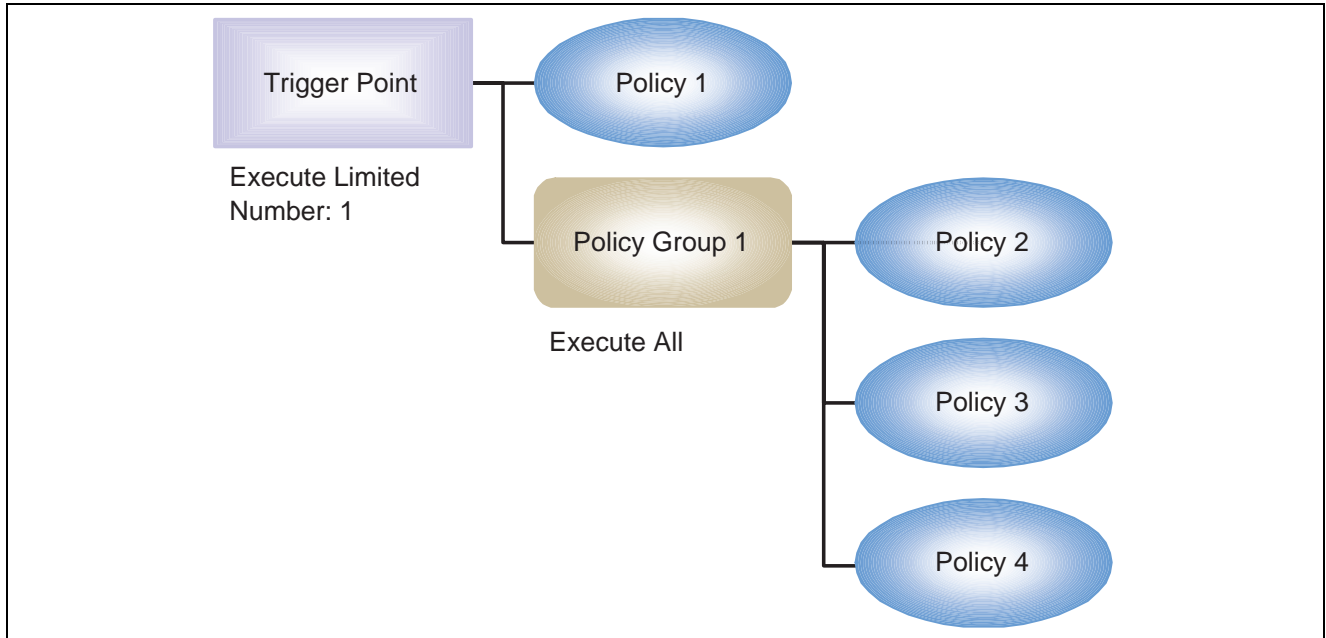 Trigger Point
Policy 1
Execute Limited
Number: 1
Policy Group 1
Policy 2
Execute All
Policy 3
Policy 4